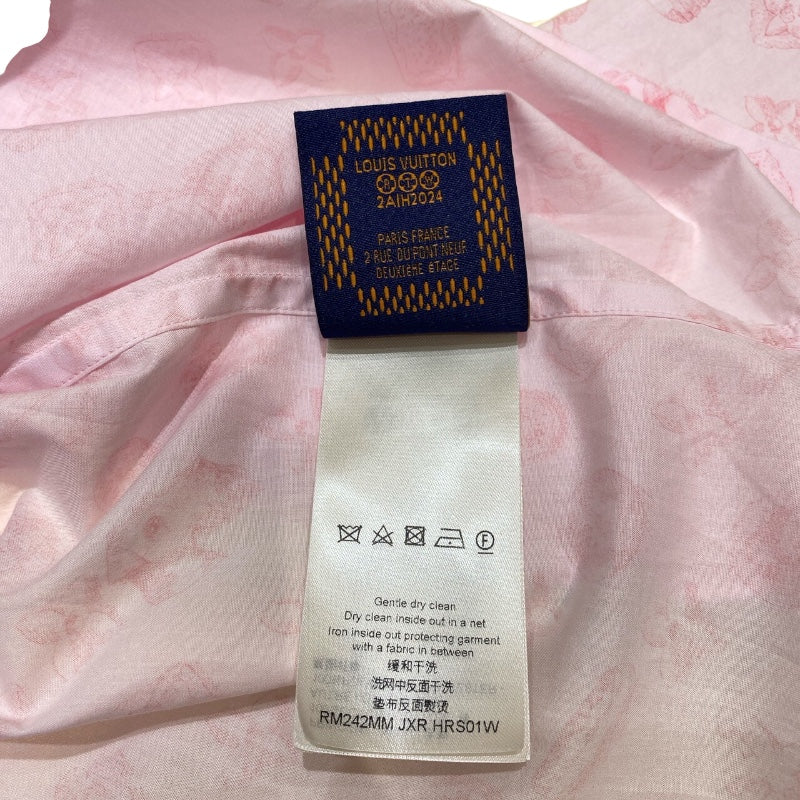 LOUIS VUITTON
RTW
2AIH2024
PARIS FRANCE
2 RUE DU PONT-NEUF
DEUXIÈME ÉTAGE
F
Gentle dry clean
Dry clean inside out in a net
Iron inside out protecting garment
with a fabric in between
缓和干洗
洗网中反面干洗
垫布反面熨烫
RM242MM JXR HRS01W